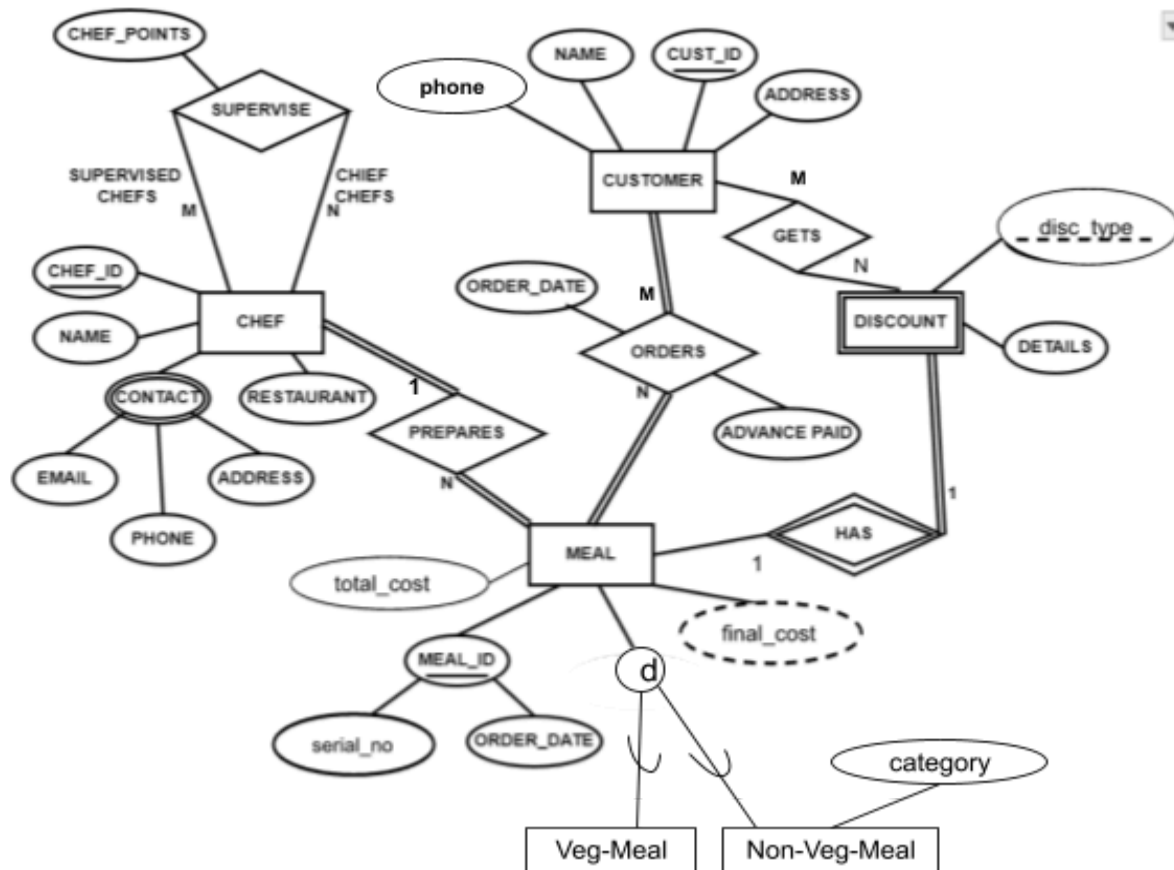 CHEF_POINTS
SUPERVISE
SUPERVISED
CHEFS
M
CHIEF
CHEFS
N
CHEF_ID
NAME
CHEF
CONTACT
RESTAURANT
EMAIL
PHONE
ADDRESS
1
PREPARES
N
phone
NAME
CUST_ID
ADDRESS
CUSTOMER
M
GETS
N
disc_type
DISCOUNT
DETAILS
ORDER_DATE
M
ORDERS
N
ADVANCE PAID
1
HAS
1
MEAL
total_cost
final_cost
MEAL_ID
serial_no
ORDER_DATE
d
category
Veg-Meal
Non-Veg-Meal